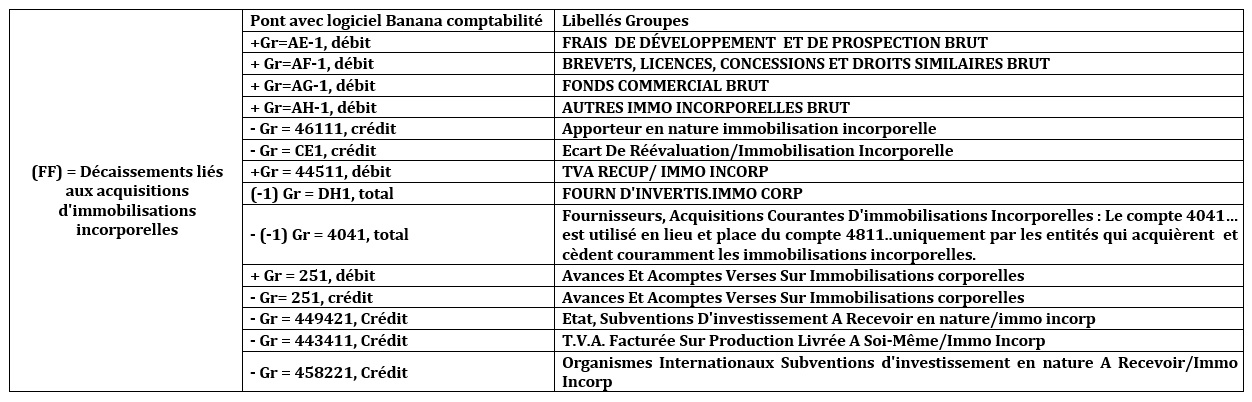 Pont avec logiciel Banana comptabilité
Libellés Groupes
(FF) = Décaissements liés
aux acquisitions
d'immobilisations
incorporelles
+Gr=AE-1, débit
FRAIS DE DÉVELOPPEMENT ET DE PROSPECTION BRUT
+ Gr=AF-1, débit
BREVETS, LICENCES, CONCESSIONS ET DROITS SIMILAIRES BRUT
+ Gr=AG-1, débit
FONDS COMMERCIAL BRUT
+ Gr=AH-1, débit
AUTRES IMMO INCORPORELLES BRUT
- Gr = 46111, crédit
Apporteur en nature immobilisation incorporelle
- Gr = CE1, crédit
Ecart De Réévaluation/Immobilisation Incorporelle
+Gr = 44511, débit
TVA RECUP/ IMMO INCORP
(-1) Gr = DH1, total
FOURN D'INVERTIS.IMMO CORP
- (-1) Gr = 4041, total
Fournisseurs, Acquisitions Courantes D'immobilisations Incorporelles : Le compte 4041…
est utilisé en lieu et place du compte 4811..uniquement par les entités qui acquièrent et
cèdent couramment les immobilisations incorporelles.
+ Gr = 251, débit
Avances Et Acomptes Verses Sur Immobilisations corporelles
- Gr= 251, crédit
Avances Et Acomptes Verses Sur Immobilisations corporelles
- Gr = 449421, Crédit
Etat, Subventions D'investissement A Recevoir en nature/immo incorp
- Gr = 443411, Crédit
T.V.A. Facturée Sur Production Livrée A Soi-Même/Immo Incorp
- Gr = 458221, Crédit
Organismes Internationaux Subventions d'investissement en nature A Recevoir/Immo
Incorp